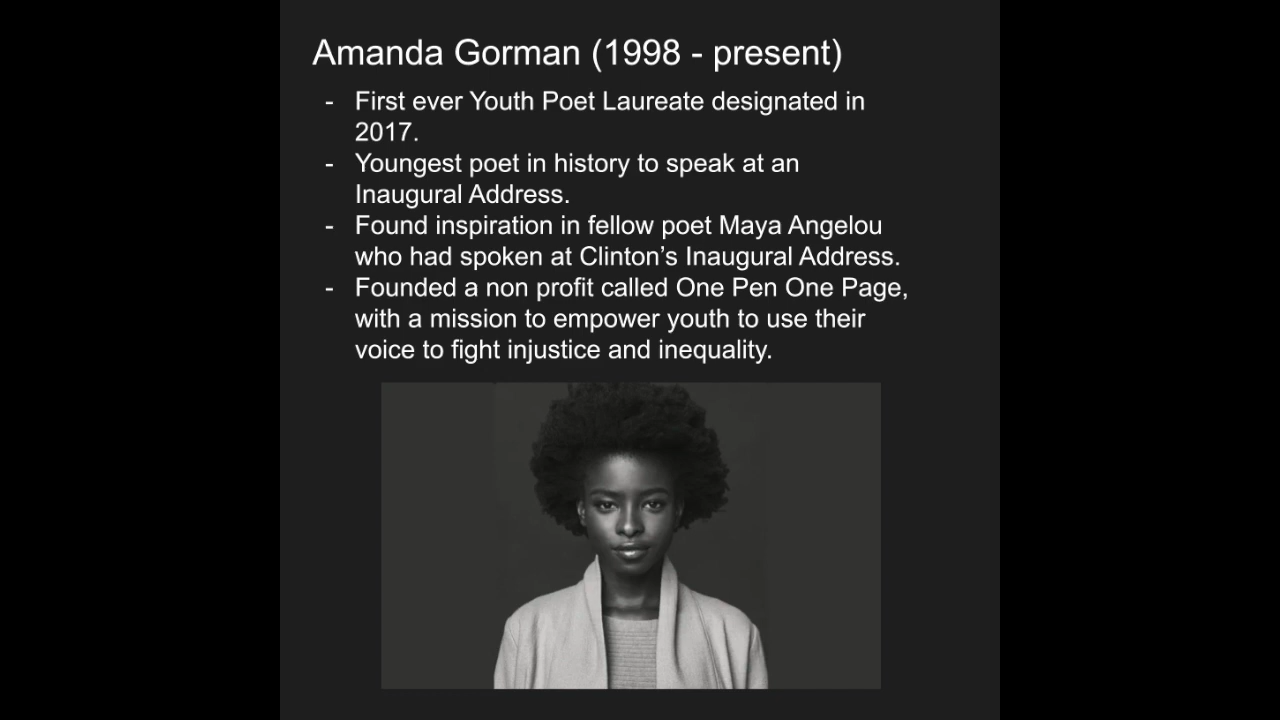 Amanda Gorman (1998 - present)
- First ever Youth Poet Laureate designated in
2017.
- Youngest poet in history to speak at an
Inaugural Address.
- Found inspiration in fellow poet Maya Angelou
who had spoken at Clinton’s Inaugural Address.
- Founded a non profit called One Pen One Page,
with a mission to empower youth to use their
voice to fight injustice and inequality.